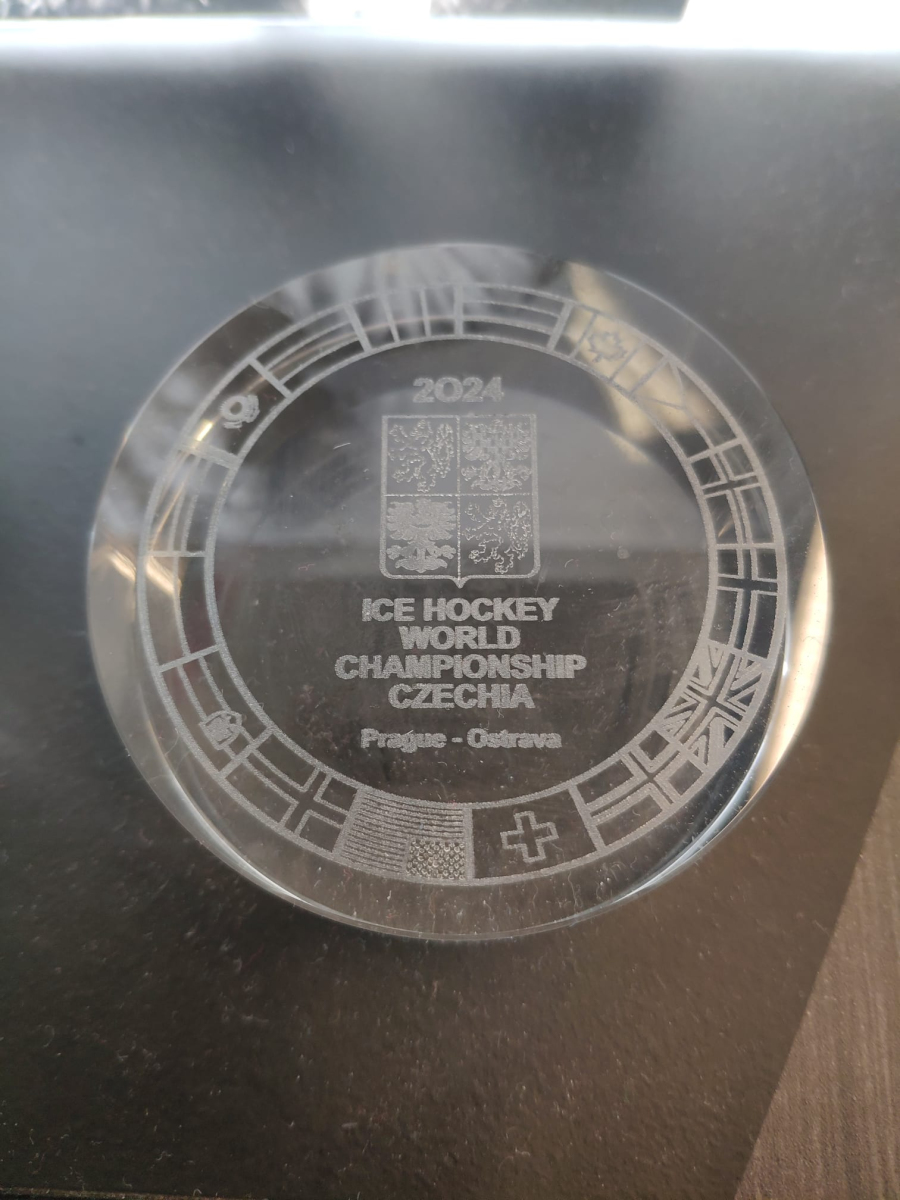 2024
ICE HOCKEY
WORLD
CHAMPIONSHIP
CZECHIA
Prague - Ostrava